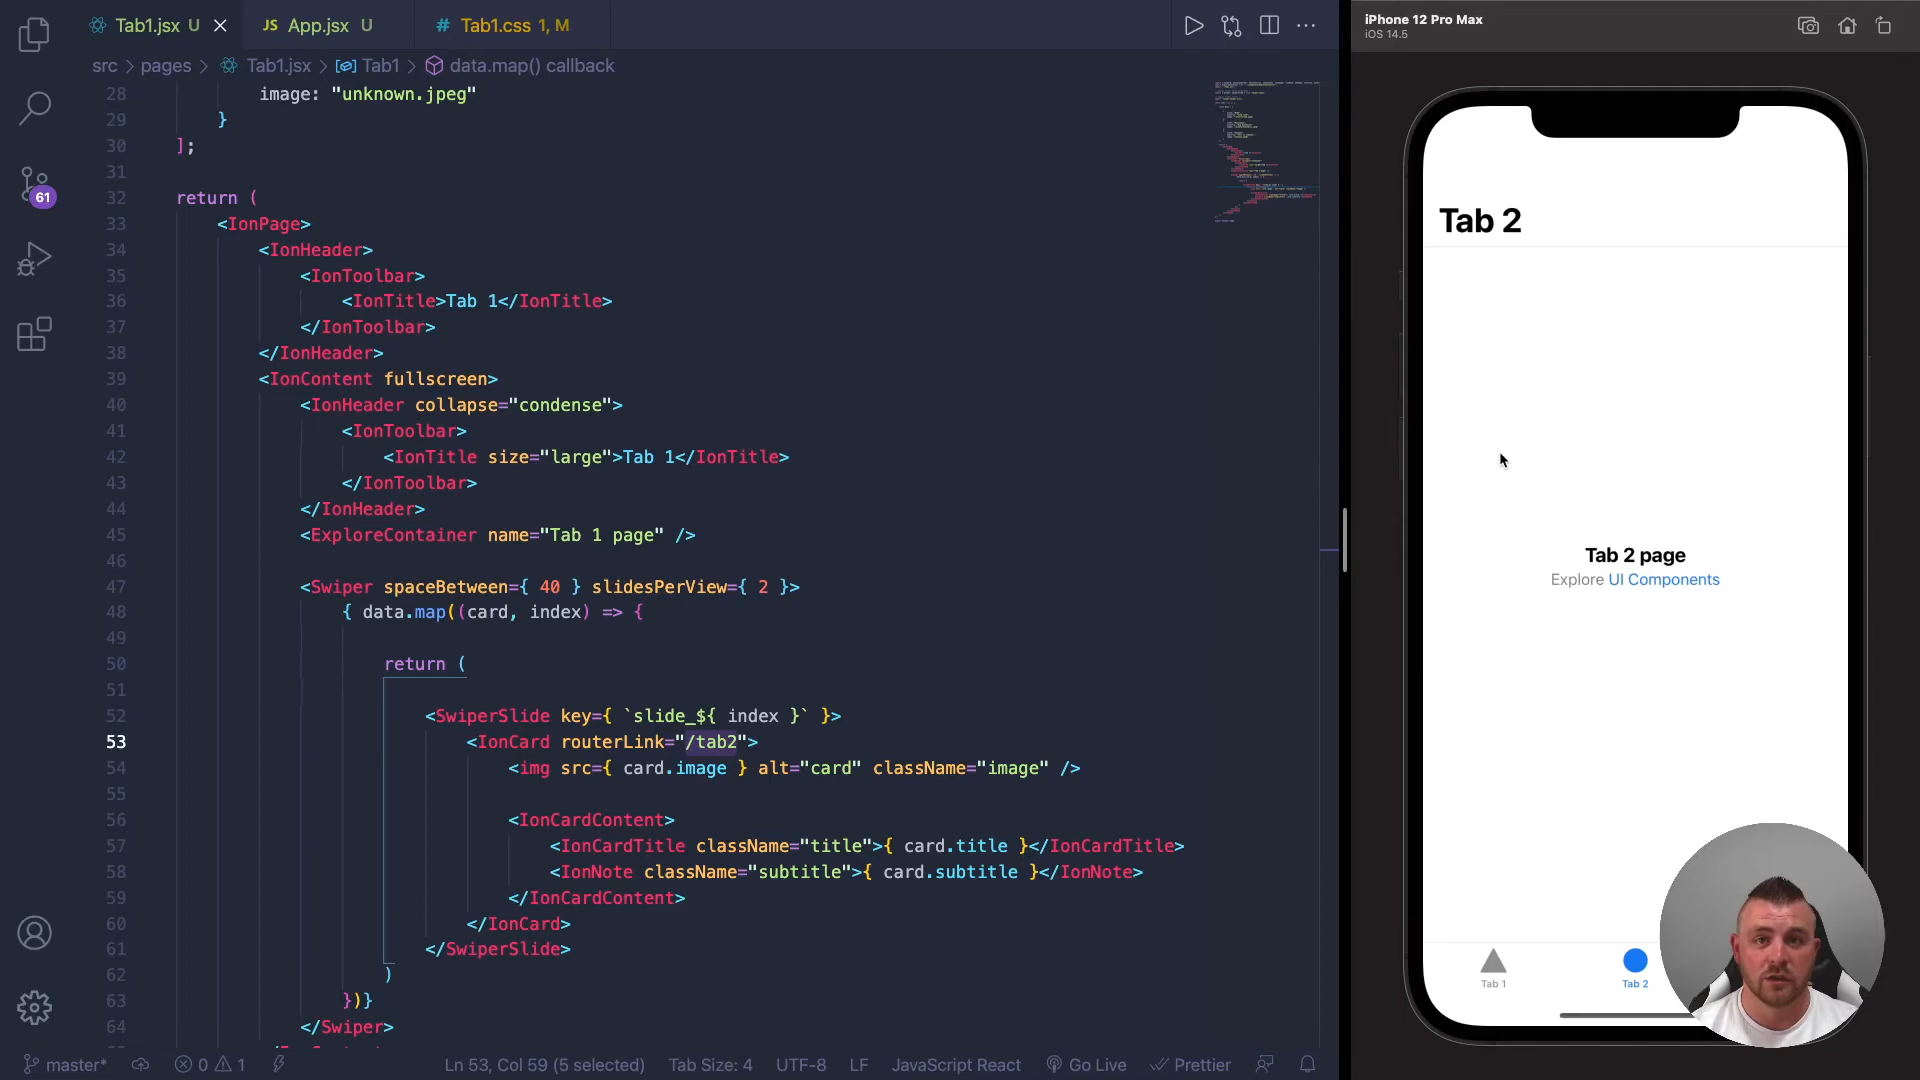 Tab1.jsx U
JS App.jsx U
# Tab1.css 1, M
src > pages > Tab1.jsx > Tab1 > data.map() callback
28 image: "unknown.jpeg"
29 }
30 ];
31
32 return (
33 <IonPage>
34 <IonHeader>
35 <IonToolbar>
36 <IonTitle>Tab 1</IonTitle>
37 </IonToolbar>
38 </IonHeader>
39 <IonContent fullscreen>
40 <IonHeader collapse="condense">
41 <IonToolbar>
42 <IonTitle size="large">Tab 1</IonTitle>
43 </IonToolbar>
44 </IonHeader>
45 <ExploreContainer name="Tab 1 page" />
46
47 <Swiper spaceBetween={ 40 } slidesPerView={ 2 }>
48 { data.map((card, index) => {
49
50 return (
51
52 <SwiperSlide key={ `slide_${ index }` }>
53 <IonCard routerLink="/tab2">
54 <img src={ card.image } alt="card" className="image" />
55
56 <IonCardContent>
57 <IonCardTitle className="title">{ card.title }</IonCardTitle>
58 <IonNote className="subtitle">{ card.subtitle }</IonNote>
59 </IonCardContent>
60 </IonCard>
61 </SwiperSlide>
62 )
63 })}
64 </Swiper>
61
master* 0 1 Ln 53, Col 59 (5 selected) Tab Size: 4 UTF-8 LF JavaScript React Go Live Prettier
iPhone 12 Pro Max
iOS 14.5
Tab 2
Tab 2 page
Explore UI Components
Tab 1
Tab 2